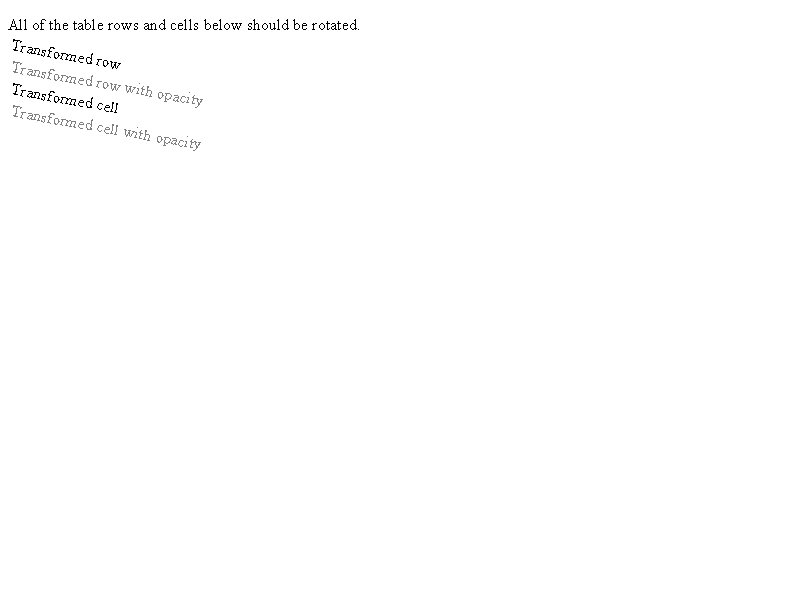 All of the table rows and cells below should be rotated.
Transformed row
Transformed row with opacity
Transformed cell
Transformed cell with opacity